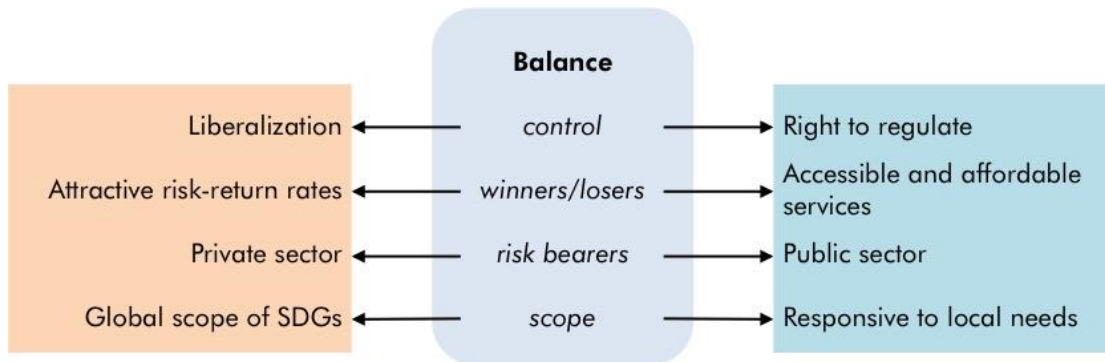 Balance
Liberalization control Right to regulate
Attractive risk-return rates winners/losers Accessible and affordable
services
Private sector risk bearers Public sector
Global scope of SDGs scope Responsive to local needs